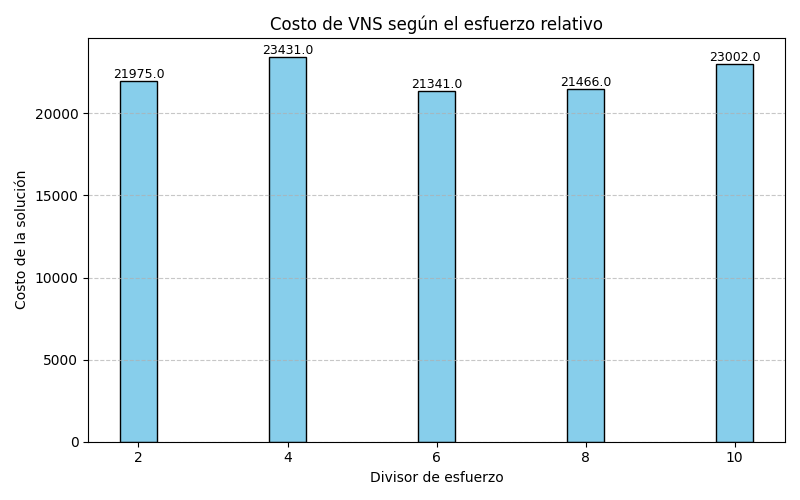 Costo de VNS según el esfuerzo relativo
21975.0
23431.0
21341.0
21466.0
23002.0
Costo de la solución
20000
15000
10000
5000
0
2 4 6 8 10
Divisor de esfuerzo